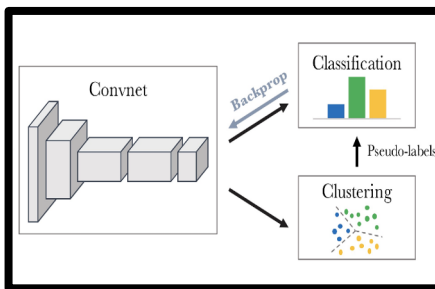 Convnet
Backprop
Classification
Pseudo-labels
Clustering